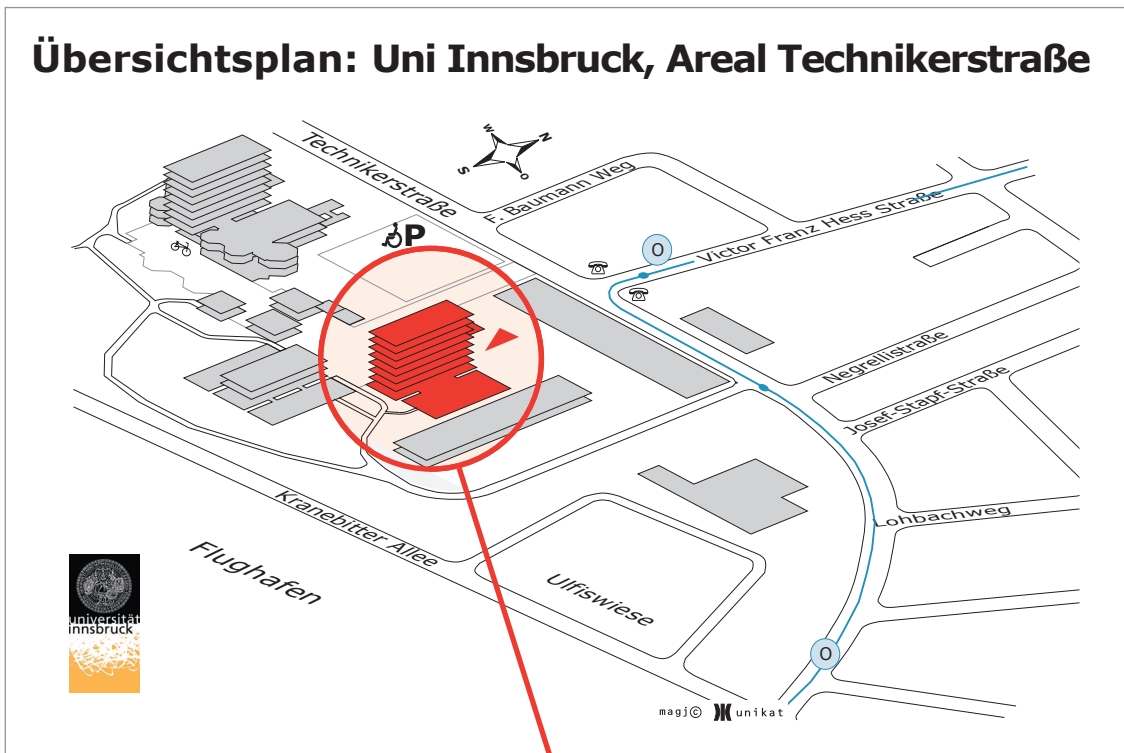 Übersichtsplan: Uni Innsbruck, Areal Technikerstraße
W
N
S
O
Technikerstraße
F. Baumann Weg
P
O
Victor Franz Hess Straße
Negrellistraße
Josef-Stapf-Straße
Lohbachweg
Kranebitter Allee
Flughafen
Ulfiswiese
universität
innsbruck
O
magj© unikat